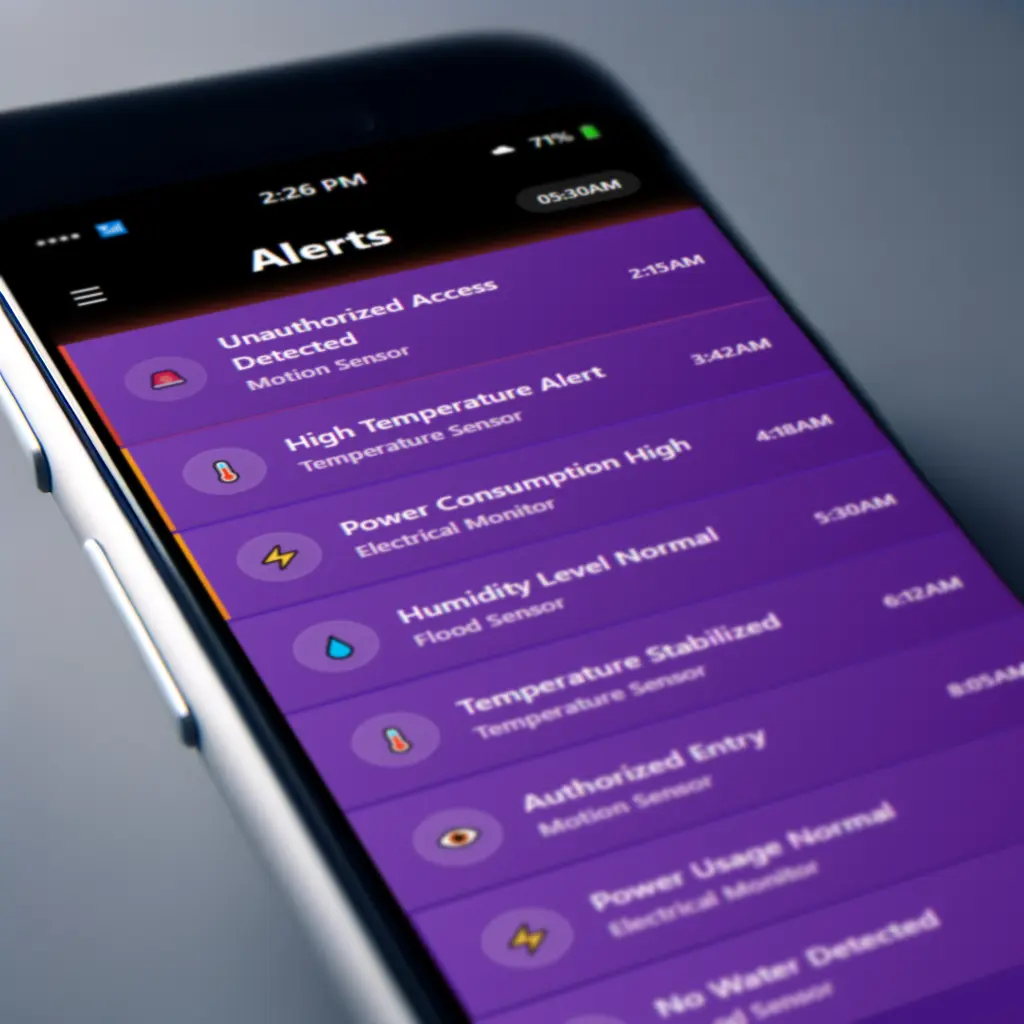 2:26 PM
71%
Alerts
05:30AM
Unauthorized Access
Detected
2:15AM
Motion Sensor
High Temperature Alert
3:42AM
Temperature Sensor
Power Consumption High
4:18AM
Electrical Monitor
Humidity Level Normal
5:30AM
Flood Sensor
Temperature Stabilized
6:12AM
Temperature Sensor
Authorized Entry
8:05AM
Motion Sensor
Power Usage Normal
Electrical Monitor
No Water Detected
Sensor